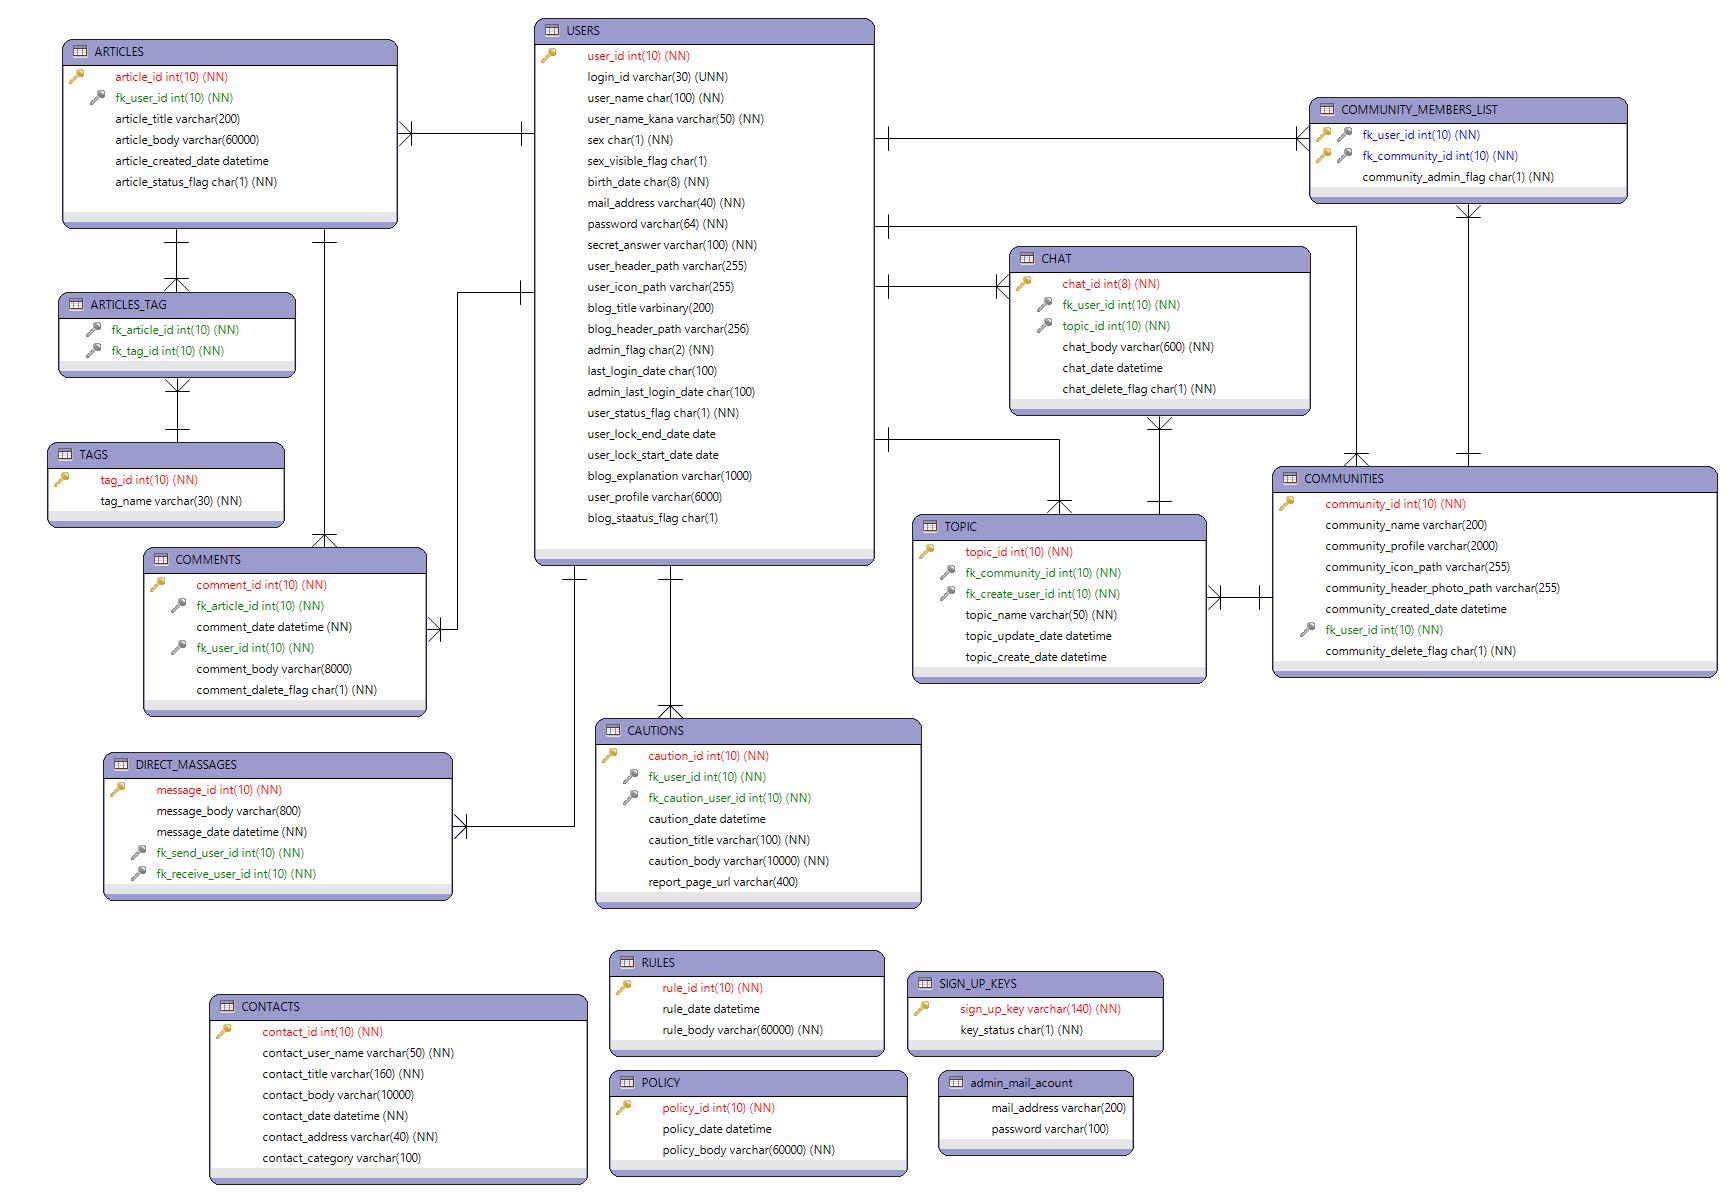 ARTICLES
article_id int(10) (NN)
fk_user_id int(10) (NN)
article_title varchar(200)
article_body varchar(60000)
article_created_date datetime
article_status_flag char(1) (NN)
USERS
user_id int(10) (NN)
login_id varchar(30) (UNN)
user_name char(100) (NN)
user_name_kana varchar(50) (NN)
sex char(1) (NN)
sex_visible_flag char(1)
birth_date char(8) (NN)
mail_address varchar(40) (NN)
password varchar(64) (NN)
secret_answer varchar(100) (NN)
user_header_path varchar(255)
user_icon_path varchar(255)
blog_title varbinary(200)
blog_header_path varchar(256)
admin_flag char(2) (NN)
last_login_date char(100)
admin_last_login_date char(100)
user_status_flag char(1) (NN)
user_lock_end_date date
user_lock_start_date date
blog_explanation varchar(1000)
user_profile varchar(6000)
blog_staatus_flag char(1)
COMMUNITY_MEMBERS_LIST
fk_user_id int(10) (NN)
fk_community_id int(10) (NN)
community_admin_flag char(1) (NN)
CHAT
chat_id int(8) (NN)
fk_user_id int(10) (NN)
topic_id int(10) (NN)
chat_body varchar(600) (NN)
chat_date datetime
chat_delete_flag char(1) (NN)
ARTICLES_TAG
fk_article_id int(10) (NN)
fk_tag_id int(10) (NN)
TAGS
tag_id int(10) (NN)
tag_name varchar(30) (NN)
COMMENTS
comment_id int(10) (NN)
fk_article_id int(10) (NN)
comment_date datetime (NN)
fk_user_id int(10) (NN)
comment_body varchar(8000)
comment_dalete_flag char(1) (NN)
TOPIC
topic_id int(10) (NN)
fk_community_id int(10) (NN)
fk_create_user_id int(10) (NN)
topic_name varchar(50) (NN)
topic_update_date datetime
topic_create_date datetime
COMMUNITIES
community_id int(10) (NN)
community_name varchar(200)
community_profile varchar(2000)
community_icon_path varchar(255)
community_header_photo_path varchar(255)
community_created_date datetime
fk_user_id int(10) (NN)
community_delete_flag char(1) (NN)
DIRECT_MASSAGES
message_id int(10) (NN)
message_body varchar(800)
message_date datetime (NN)
fk_send_user_id int(10) (NN)
fk_receive_user_id int(10) (NN)
CAUTIONS
caution_id int(10) (NN)
fk_user_id int(10) (NN)
fk_caution_user_id int(10) (NN)
caution_date datetime
caution_title varchar(100) (NN)
caution_body varchar(10000) (NN)
report_page_url varchar(400)
CONTACTS
contact_id int(10) (NN)
contact_user_name varchar(50) (NN)
contact_title varchar(160) (NN)
contact_body varchar(10000)
contact_date datetime (NN)
contact_address varchar(40) (NN)
contact_category varchar(100)
RULES
rule_id int(10) (NN)
rule_date datetime
rule_body varchar(60000) (NN)
SIGN_UP_KEYS
sign_up_key varchar(140) (NN)
key_status char(1) (NN)
POLICY
policy_id int(10) (NN)
policy_date datetime
policy_body varchar(60000) (NN)
admin_mail_acount
mail_address varchar(200)
password varchar(100)